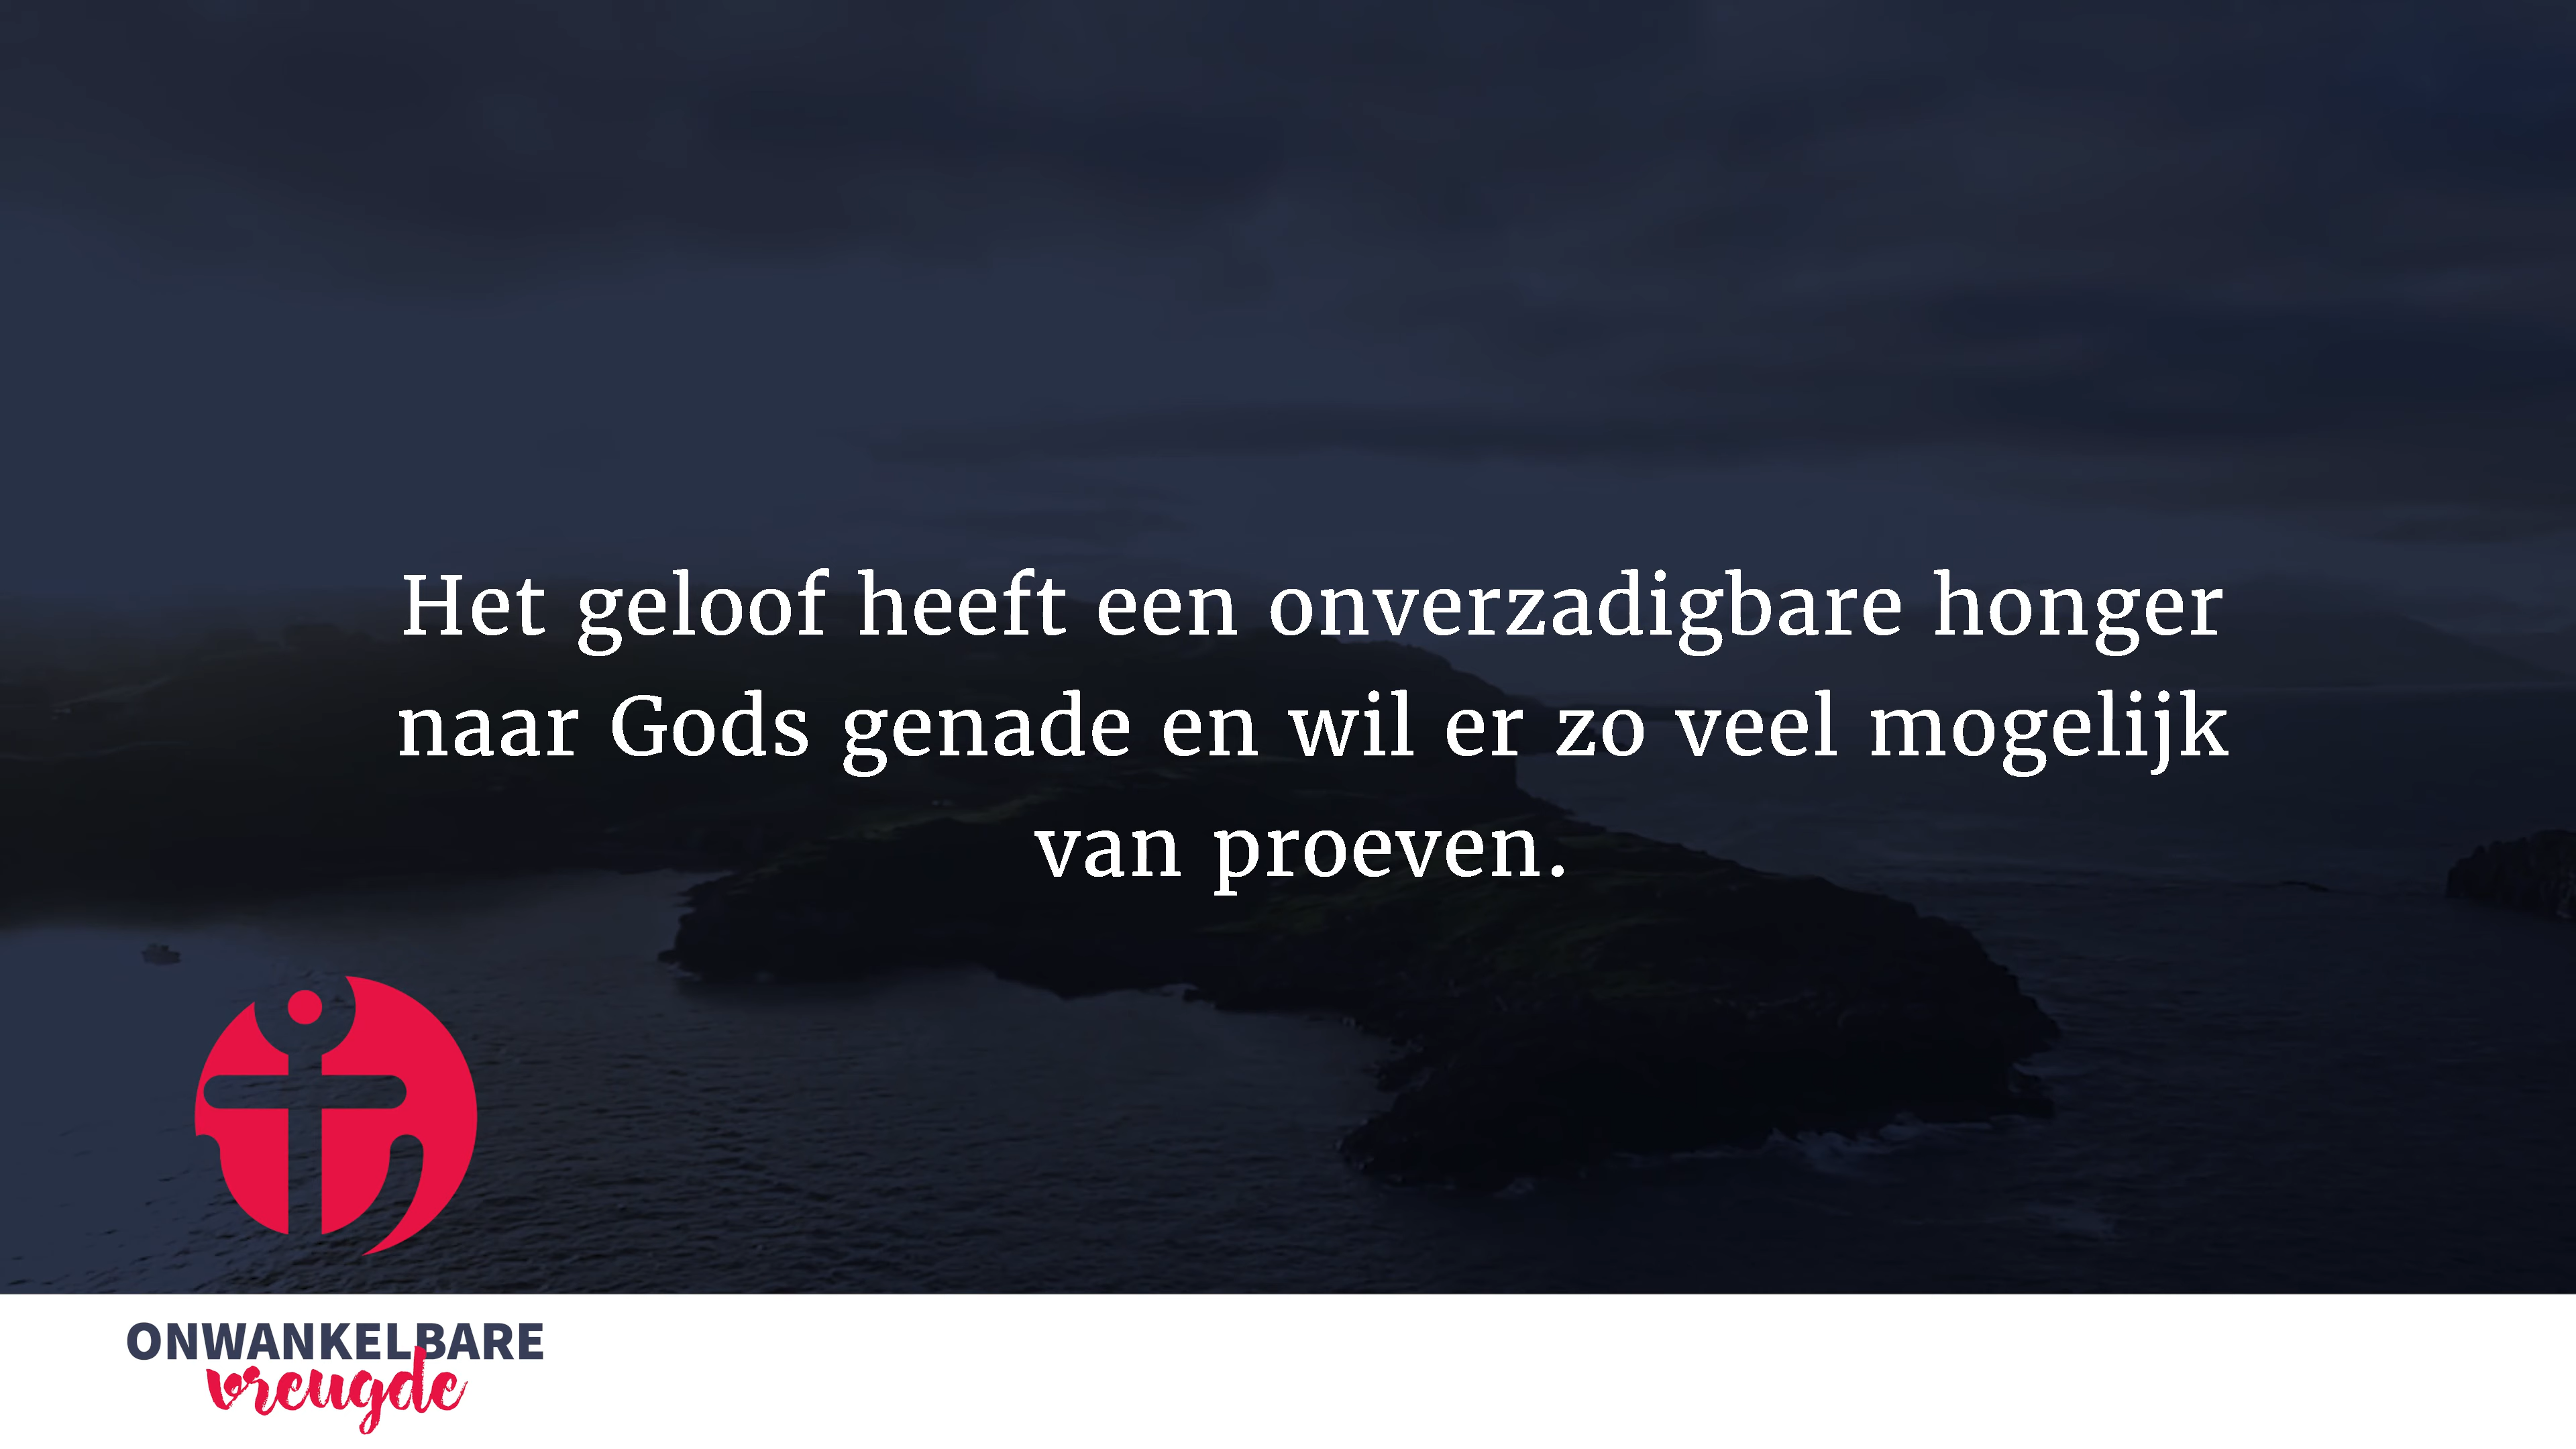 Het geloof heeft een onverzadigbare honger
naar Gods genade en wil er zo veel mogelijk
van proeven.
ONWANKELBARE
vreugde